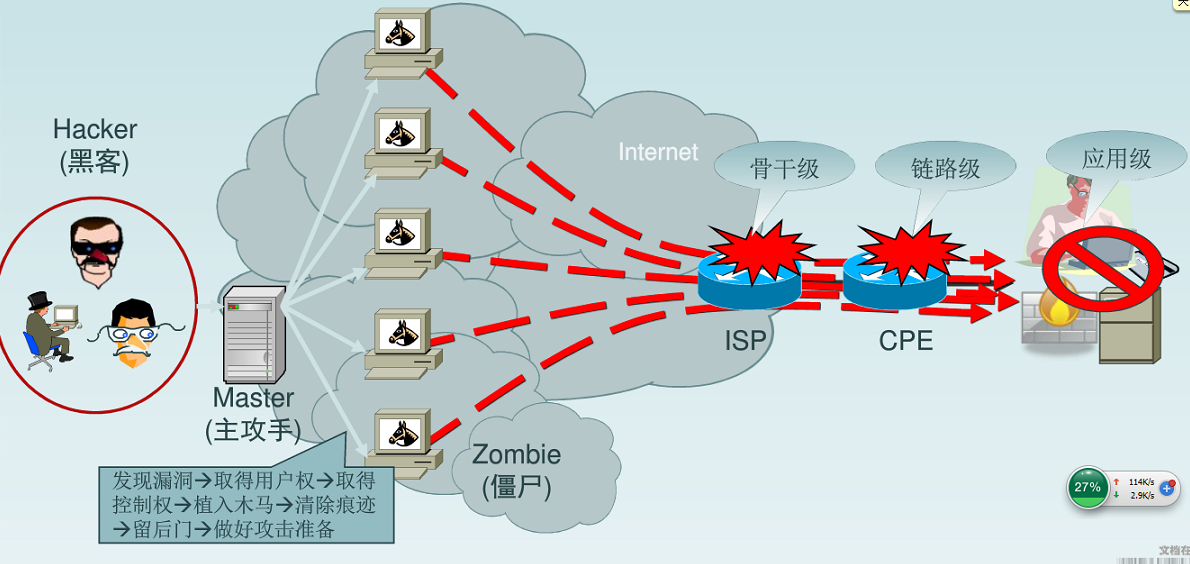 Hacker
(黑客)
Internet
骨干级
链路级
应用级
ISP
CPE
Master
(主攻手)
Zombie
(僵尸)
发现漏洞→取得用户权→取得
控制权→植入木马→清除痕迹
→留后门→做好攻击准备
27%
114K/s
2.9K/s
文档在